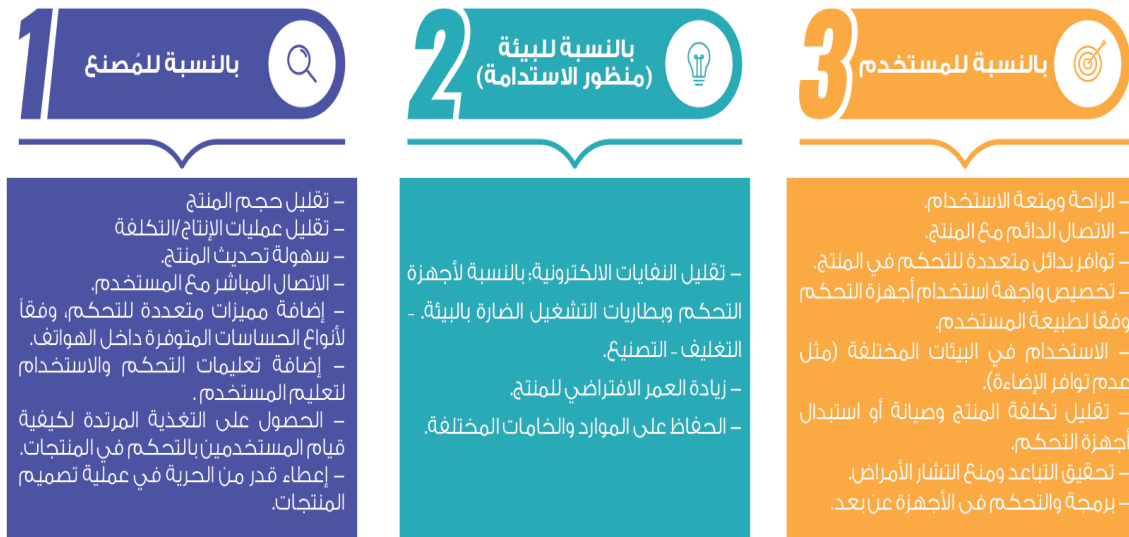 1
بالنسبة للمُصنع
– تقليل حجم المنتج
– تقليل عمليات الإنتاج/التكلفة
– سهولة تحديث المنتج.
– الاتصال المباشر مع المستخدم.
– إضافة مميزات متعددة للتحكم، وفقاً
لأنواع الحساسات المتوفرة داخل الهواتف.
– إضافة تعليمات التحكم والاستخدام
لتعليم المستخدم .
– الحصول على التغذية المرتدة لكيفية
قيام المستخدمين بالتحكم في المنتجات.
– إعطاء قدر من الحرية في عملية تصميم
المنتجات.
2
بالنسبة للبيئة
(منظور الاستدامة)
– تقليل النفايات الالكترونية: بالنسبة لأجهزة
التحكم وبطاريات التشغيل الضارة بالبيئة. -
التغليف - التصنيع.
– زيادة العمر الافتراضي للمنتج.
– الحفاظ على الموارد والخامات المختلفة.
3
بالنسبة للمستخدم
– الراحة ومتعة الاستخدام.
– الاتصال الدائم مع المنتج.
– توافر بدائل متعددة للتحكم في المنتج.
– تخصيص واجهة استخدام أجهزة التحكم
وفقا لطبيعة المستخدم.
– الاستخدام في البيئات المختلفة (مثل
عدم توافر الإضاءة).
– تقليل تكلفة المنتج وصيانة أو استبدال
أجهزة التحكم.
– تحقيق التباعد ومنع انتشار الأمراض.
– برمجة والتحكم فى الأجهزة عن بعد.